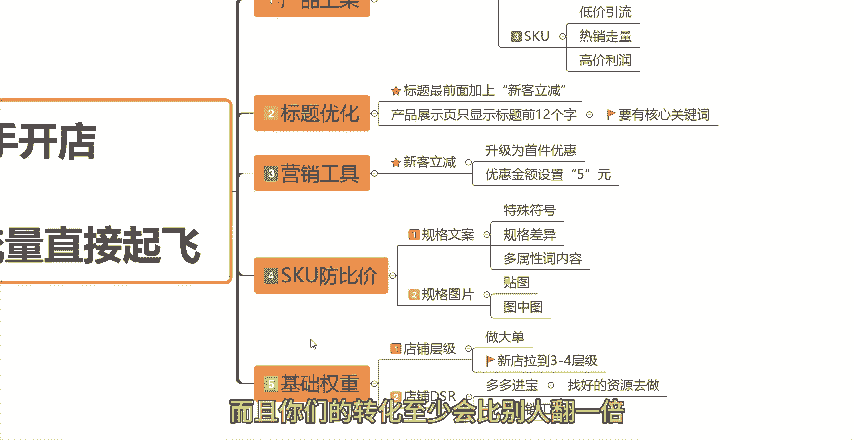 低价引流
SKU
热销走量
高价利润
手开店
流量直接起飞
2 标题优化
标题最前面加上“新客立减”
产品展示页只显示标题前12个字
要有核心关键词
3 营销工具
新客立减
升级为首件优惠
优惠金额设置“5”元
4 SKU防比价
1 规格文案
特殊符号
规格差异
多属性词内容
2 规格图片
贴图
图中图
5 基础权重
1 店铺层级
做大单
新店拉到3-4层级
2 店铺DSR
多多进宝
找好的资源去做
而且你们的转化至少会比别人翻一倍